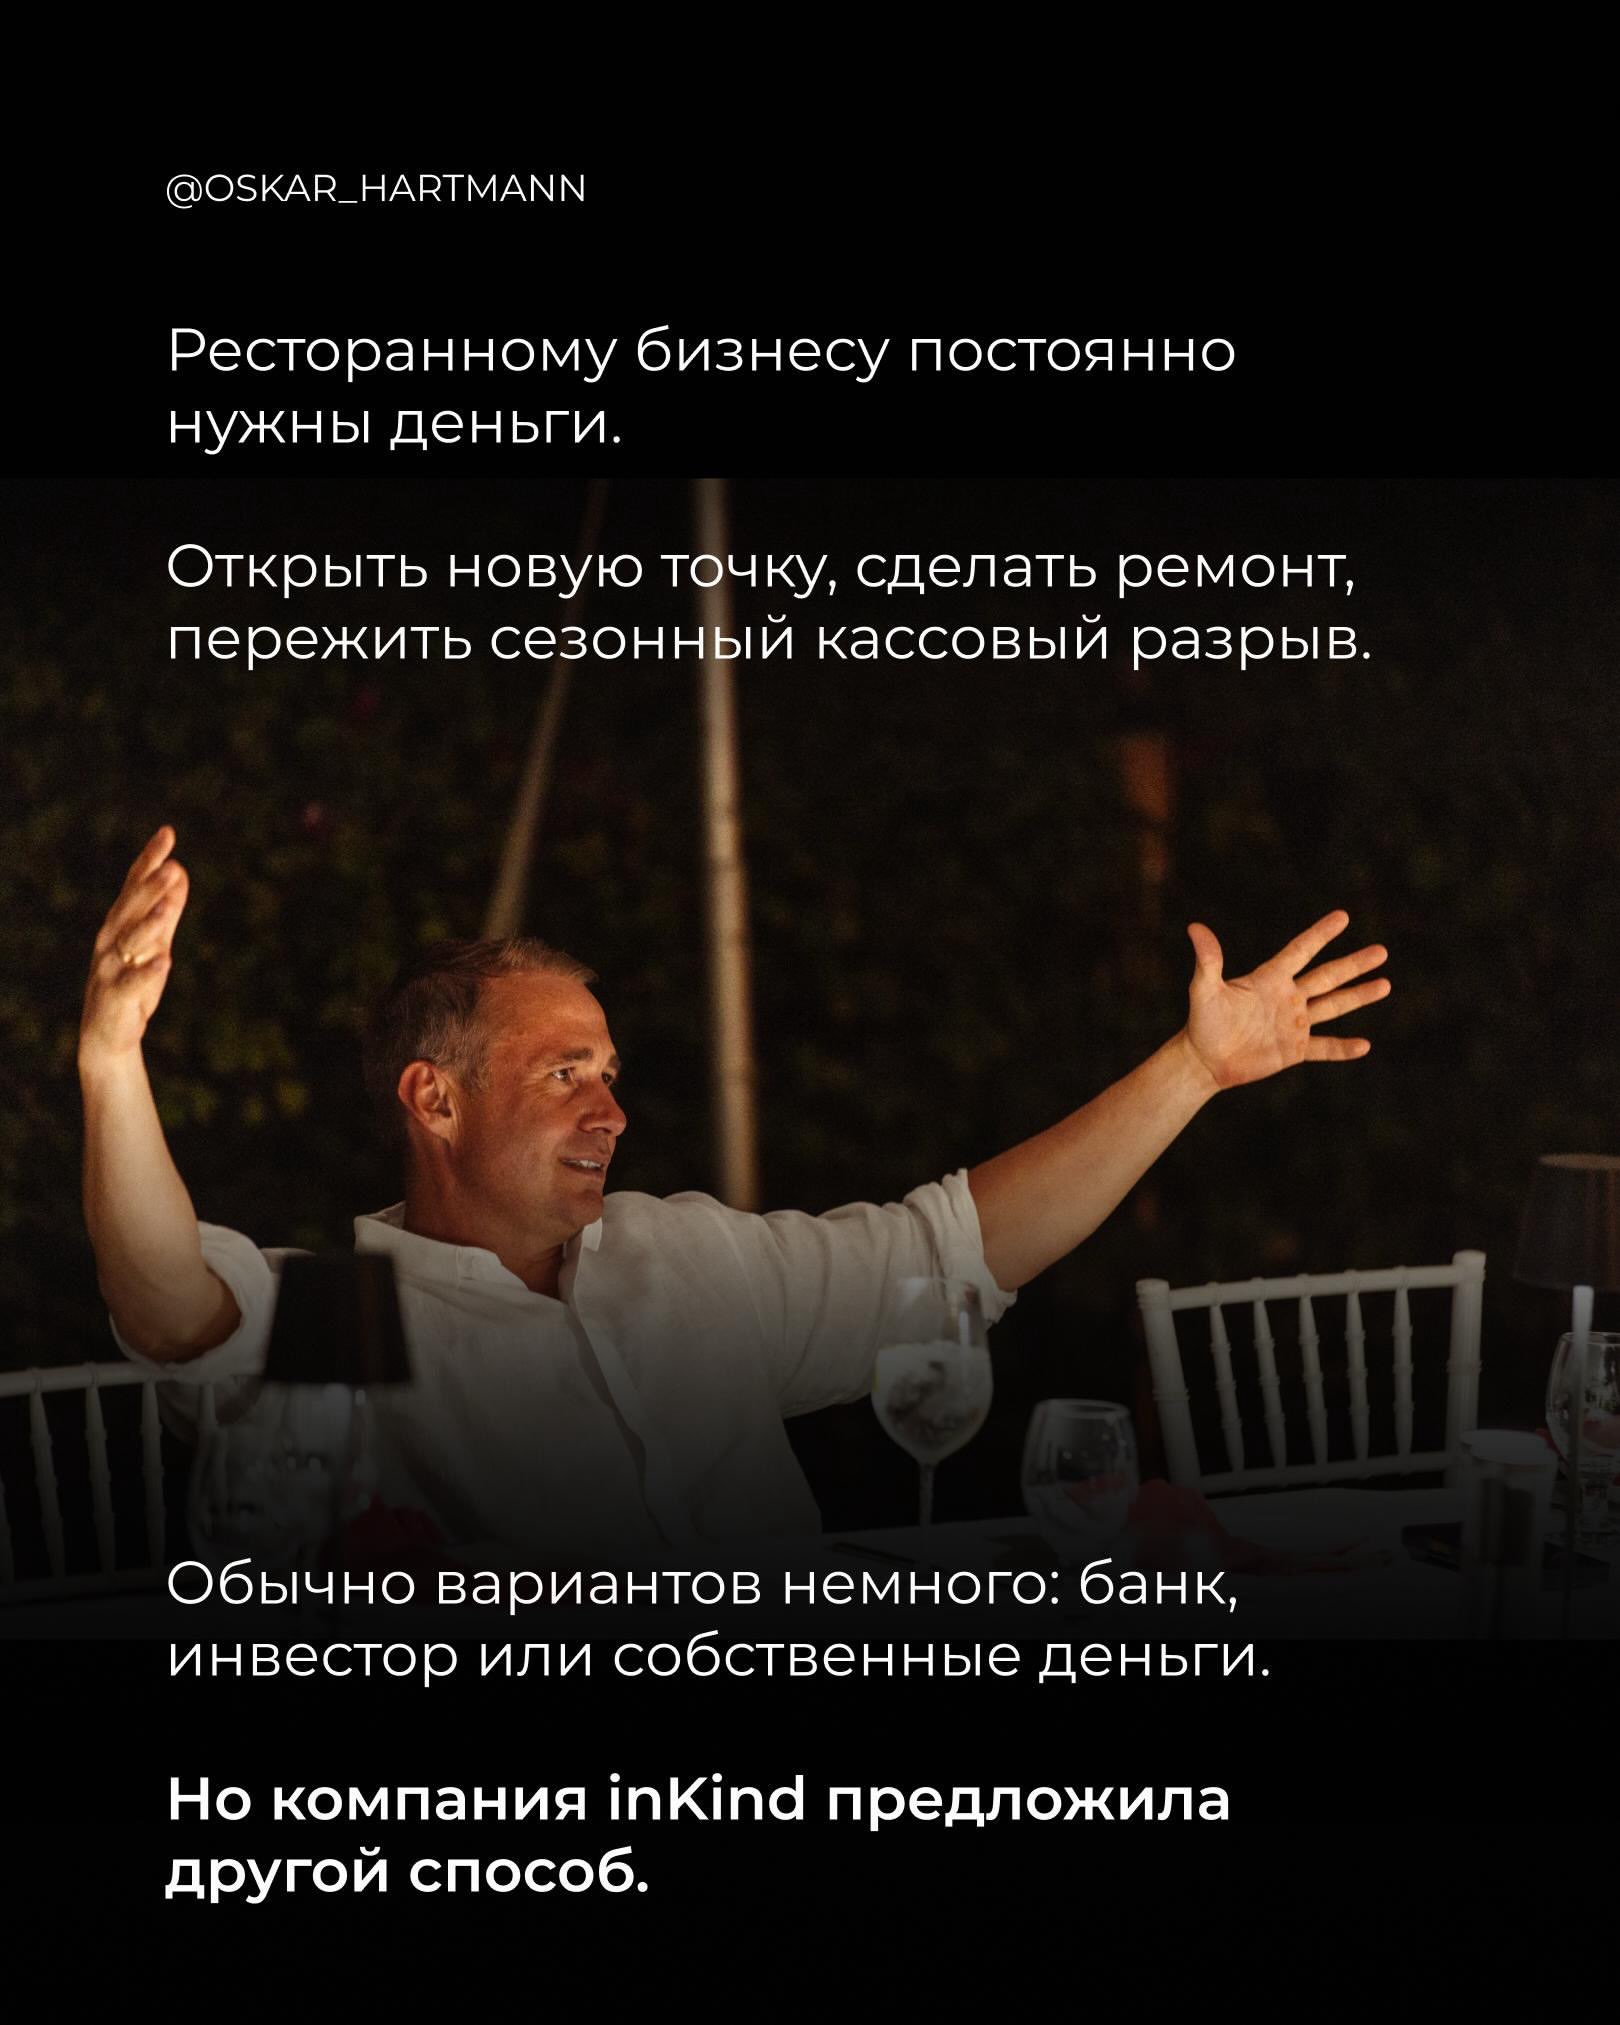 @OSKAR_HARTMANN
Ресторанному бизнесу постоянно
нужны деньги.
Открыть новую точку, сделать ремонт,
пережить сезонный кассовый разрыв.
Обычно вариантов немного: банк,
инвестор или собственные деньги.
Но компания inKind предложила
другой способ.